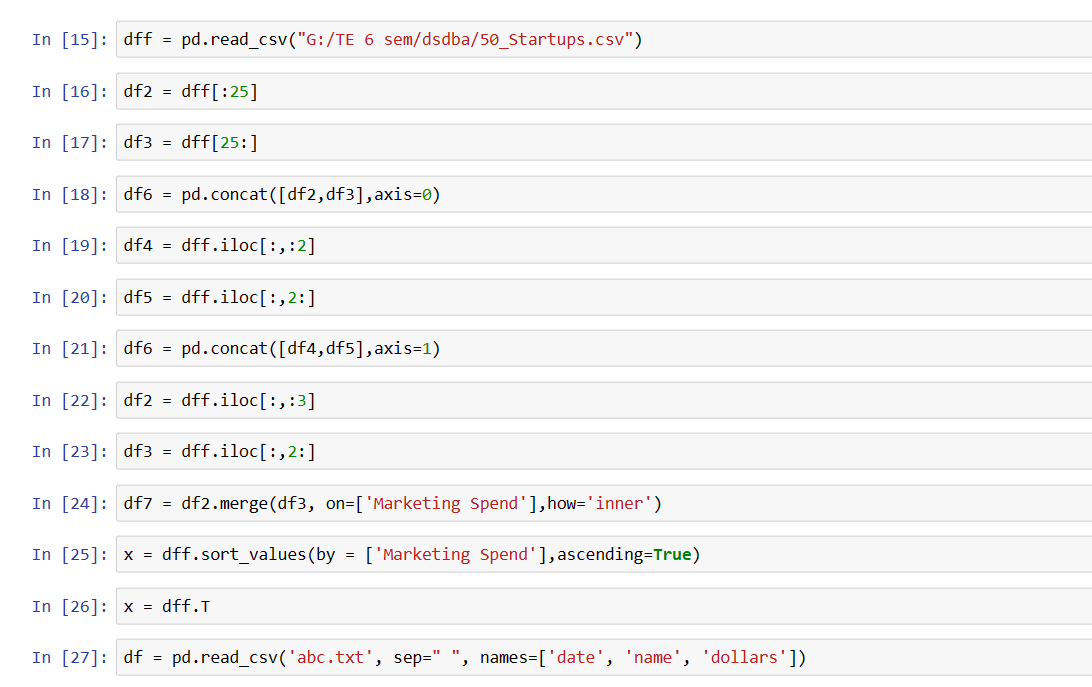 In [15]: dff = pd.read_csv("G:/TE 6 sem/dsdba/50_Startups.csv")
In [16]: df2 = dff[:25]
In [17]: df3 = dff[25:]
In [18]: df6 = pd.concat([df2,df3],axis=0)
In [19]: df4 = dff.iloc[:,:2]
In [20]: df5 = dff.iloc[:,2:]
In [21]: df6 = pd.concat([df4,df5],axis=1)
In [22]: df2 = dff.iloc[:,:3]
In [23]: df3 = dff.iloc[:,2:]
In [24]: df7 = df2.merge(df3, on=['Marketing Spend'],how='inner')
In [25]: x = dff.sort_values(by = ['Marketing Spend'],ascending=True)
In [26]: x = dff.T
In [27]: df = pd.read_csv('abc.txt', sep=" ", names=['date', 'name', 'dollars'])